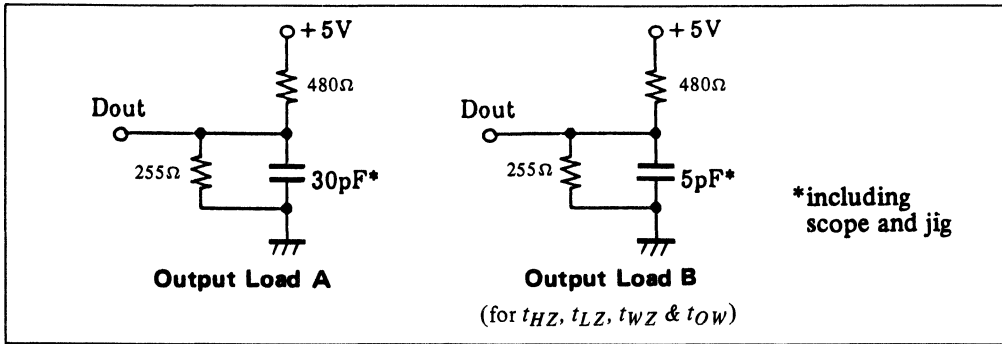 +5V
480Ω
Dout
255Ω
30pF*
Output Load A
+5V
480Ω
Dout
255Ω
5pF*
Output Load B
(for tHZ, tLZ, tWZ & tOW)
*including
scope and jig